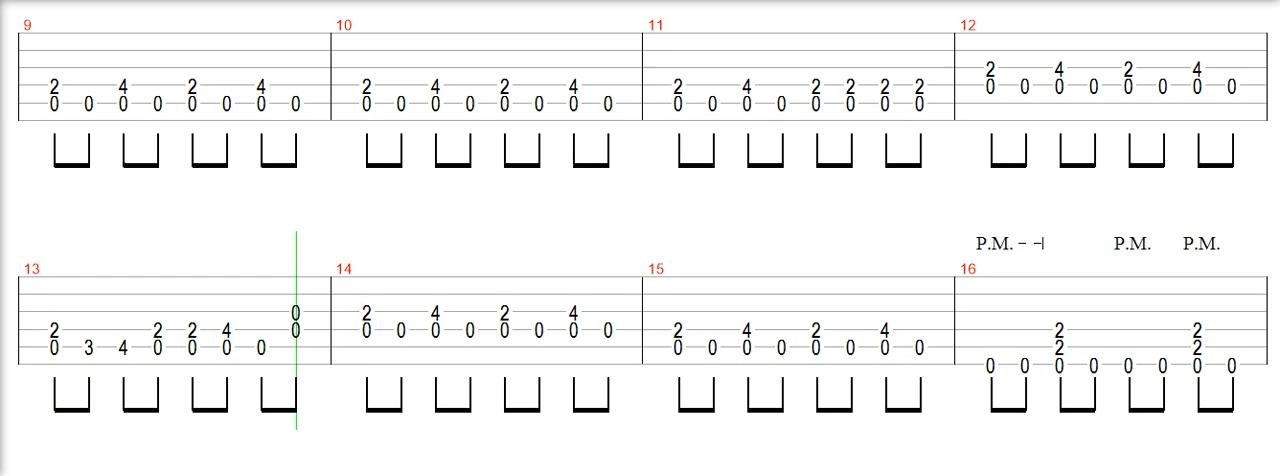 9 10 11 12
2 4 2 4 2 4 2 4 2 4 2 2 2 2 2 4 2 4
0 0 0 0 0 0 0 0 0 0 0 0 0 0 0 0 0 0 0 0 0 0 0 0 0 0 0 0 0 0 0 0
P.M. - -| P.M. P.M.
13 14 15 16
0 2 4 2 4
2 2 2 4 0 0 0 0 0 0 0 0 0 2 4 2 4 2 2
0 3 4 0 0 0 0 0 0 0 0 0 0 0 0 2 2
0 0 0 0 0 0 0 0